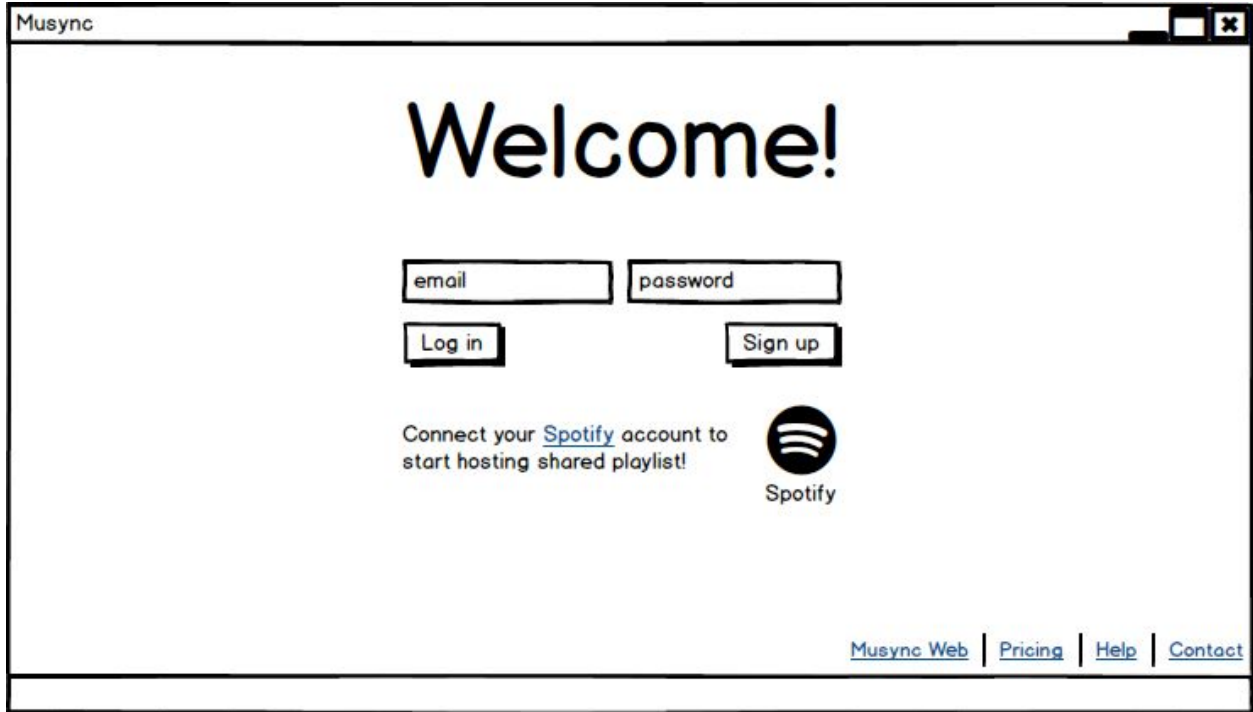 Musync
Welcome!
email password
Log in Sign up
Connect your Spotify account to
start hosting shared playlist!
Spotify
Musync Web | Pricing | Help | Contact